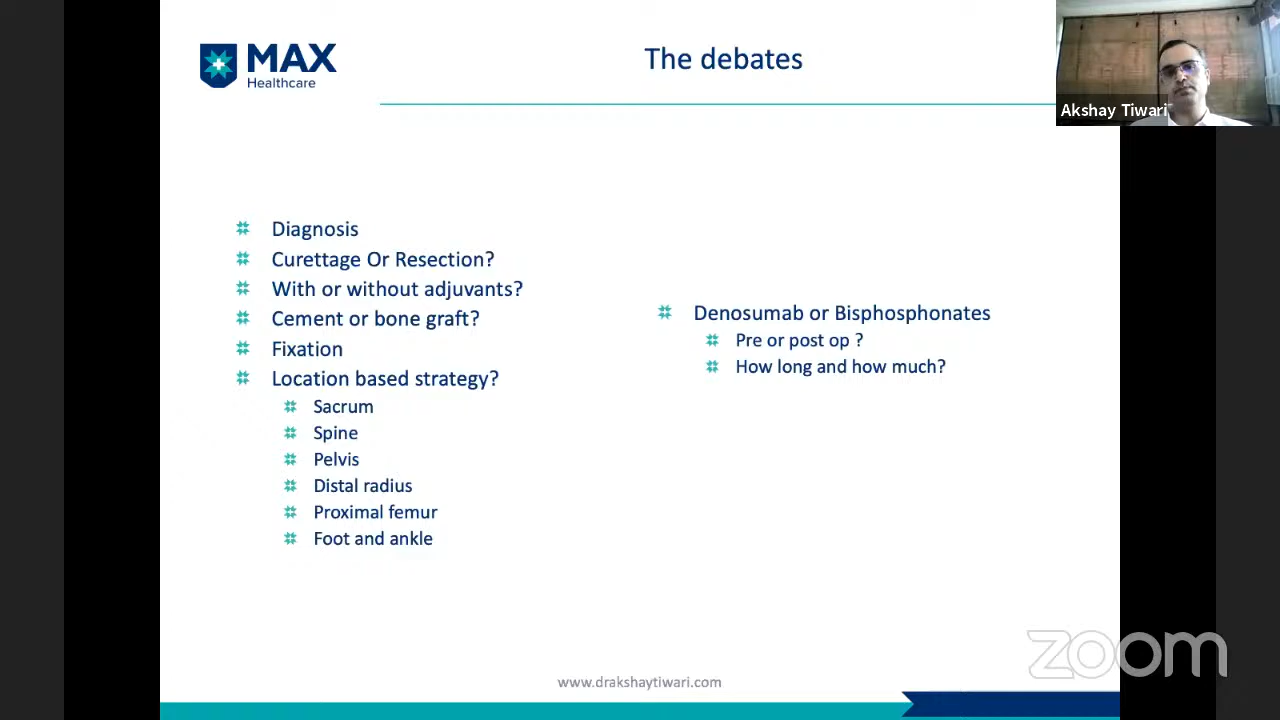 MAX
Healthcare
The debates
Akshay Tiwari
Diagnosis
Curettage Or Resection?
With or without adjuvants?
Cement or bone graft?
Fixation
Location based strategy?
Sacrum
Spine
Pelvis
Distal radius
Proximal femur
Foot and ankle
Denosumab or Bisphosphonates
Pre or post op ?
How long and how much?
zoom
www.drakshaytiwari.com